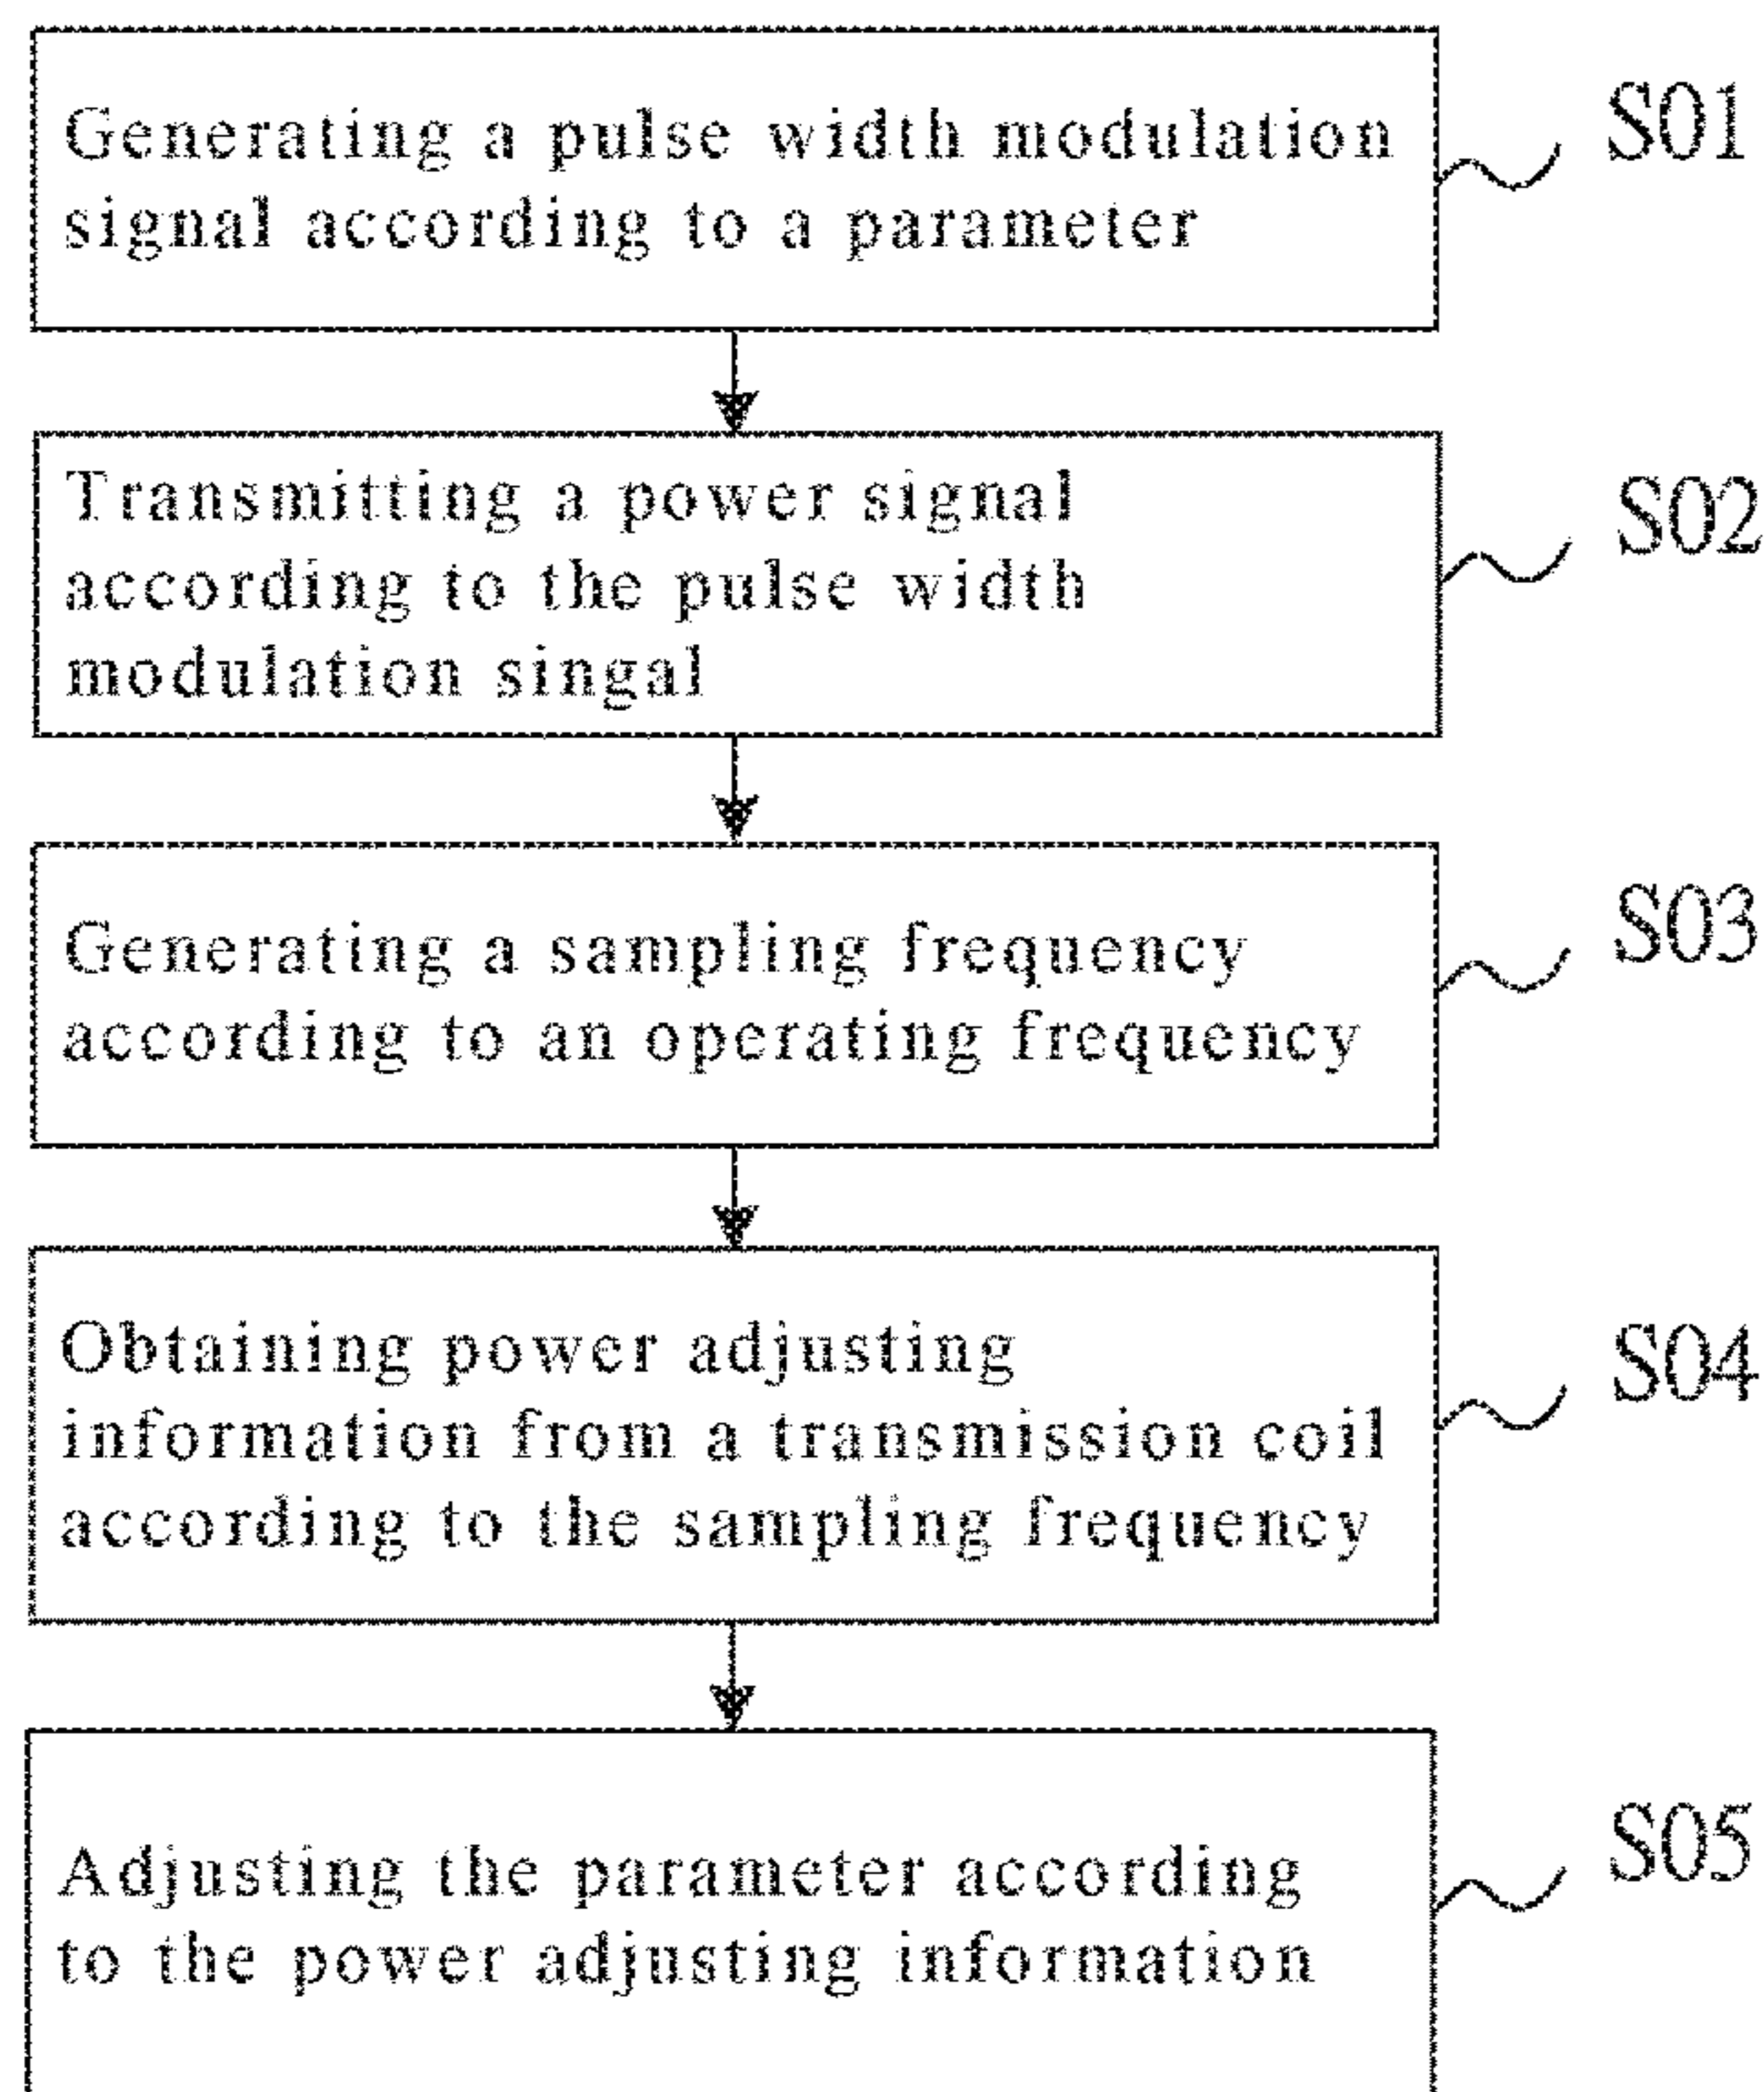 Generating a pulse width modulation
signal according to a parameter
S01
Transmitting a power signal
according to the pulse width
modulation singal
S02
Generating a sampling frequency
according to an operating frequency
S03
Obtaining power adjusting
information from a transmission coil
according to the sampling frequency
S04
Adjusting the parameter according
to the power adjusting information
S05